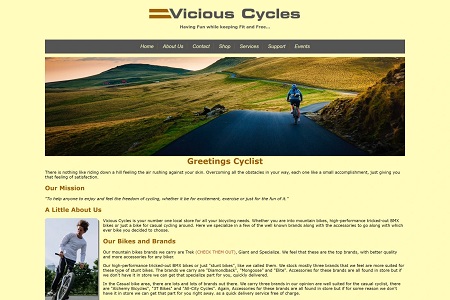 Vicious Cycles
Having Fun while keeping Fit and Free...
Home About Us Contact Shop Services Support Events
Greetings Cyclist
There is nothing like riding down a hill feeling the air rushing against your skin. Overcoming all the obstacles in your way, each one like a small accomplishment, just giving you
that feeling of satisfaction.
Our Mission
"To help anyone to enjoy and feel the freedom of cycling, whether it be for excitement, exercise or just for the fun of it."
A Little About Us
Vicious Cycles is your number one local store for all your bicycling needs. Whether you are into mountain bikes, high-performance tricked-out BMX
bikes or just a bike for casual cycling around. Here we specialize in a few of the well known brands along with the accessories to go along with which
ever bike you decided to choose.
Our Bikes and Brands
Our mountain bikes brands we carry are Trek (CHECK THEM OUT), Giant and Specialize. We feel that these are the top brands, with better quality
and more accessories for any biker.
For high-performance tricked-out BMX bikes or just "stunt bikes", like we called them. We stock mostly three brands that we feel are more suited for
these type of stunt bikes. The brands we carry are "Diamondback", "Mongoose" and "Elite". Accessories for these brands are all found in store but if
we don't have it in store we can get that specialize part for you, quickly delivered.
In the Casual bike area, there are lots and lots of brands out there. We carry three brands in our opinion are well suited for the casual cyclist, there
are "Bilberry Bicycles", "JT Bikes" and "All-City Cycles". Again, Accessories for these brands are all found in store but if for some reason we don't
have it in store we can get that part for you right away, as a quick delivery service free of charge.